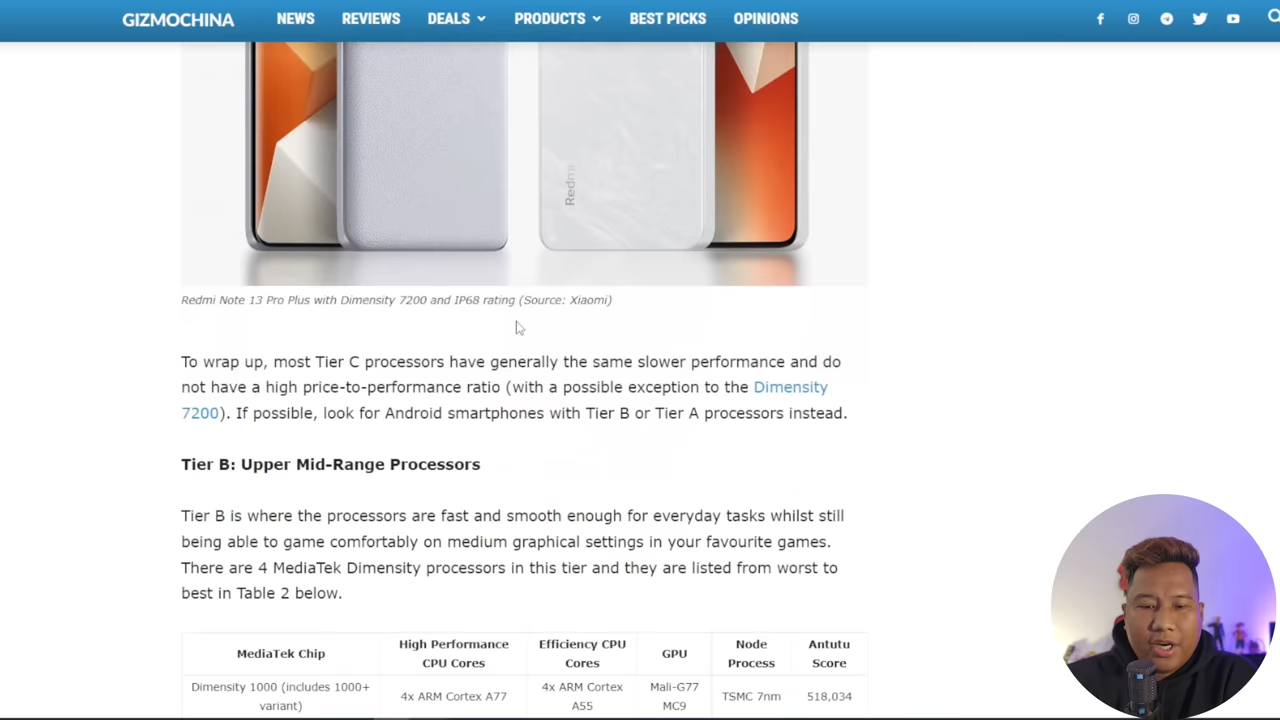 GIZMOCHINA NEWS REVIEWS DEALS PRODUCTS BEST PICKS OPINIONS
Redmi
Redmi Note 13 Pro Plus with Dimensity 7200 and IP68 rating (Source: Xiaomi)
To wrap up, most Tier C processors have generally the same slower performance and do
not have a high price-to-performance ratio (with a possible exception to the Dimensity
7200). If possible, look for Android smartphones with Tier B or Tier A processors instead.
Tier B: Upper Mid-Range Processors
Tier B is where the processors are fast and smooth enough for everyday tasks whilst still
being able to game comfortably on medium graphical settings in your favourite games.
There are 4 MediaTek Dimensity processors in this tier and they are listed from worst to
best in Table 2 below.
MediaTek Chip
High Performance
CPU Cores
Efficiency CPU
Cores
GPU
Node
Process
Antutu
Score
Dimensity 1000 (includes 1000+
variant)
4x ARM Cortex A77
4x ARM Cortex
A55
Mali-G77
MC9
TSMC 7nm
518,034